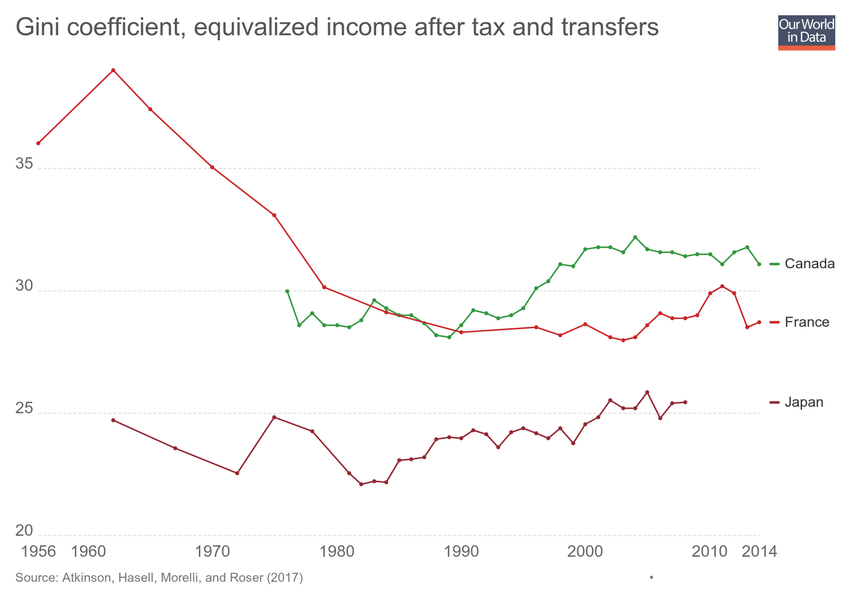 Gini coefficient, equivalized income after tax and transfers
Our World
in Data
35
30
25
20
Canada
France
Japan
1956 1960 1970 1980 1990 2000 2010 2014
Source: Atkinson, Hasell, Morelli, and Roser (2017)